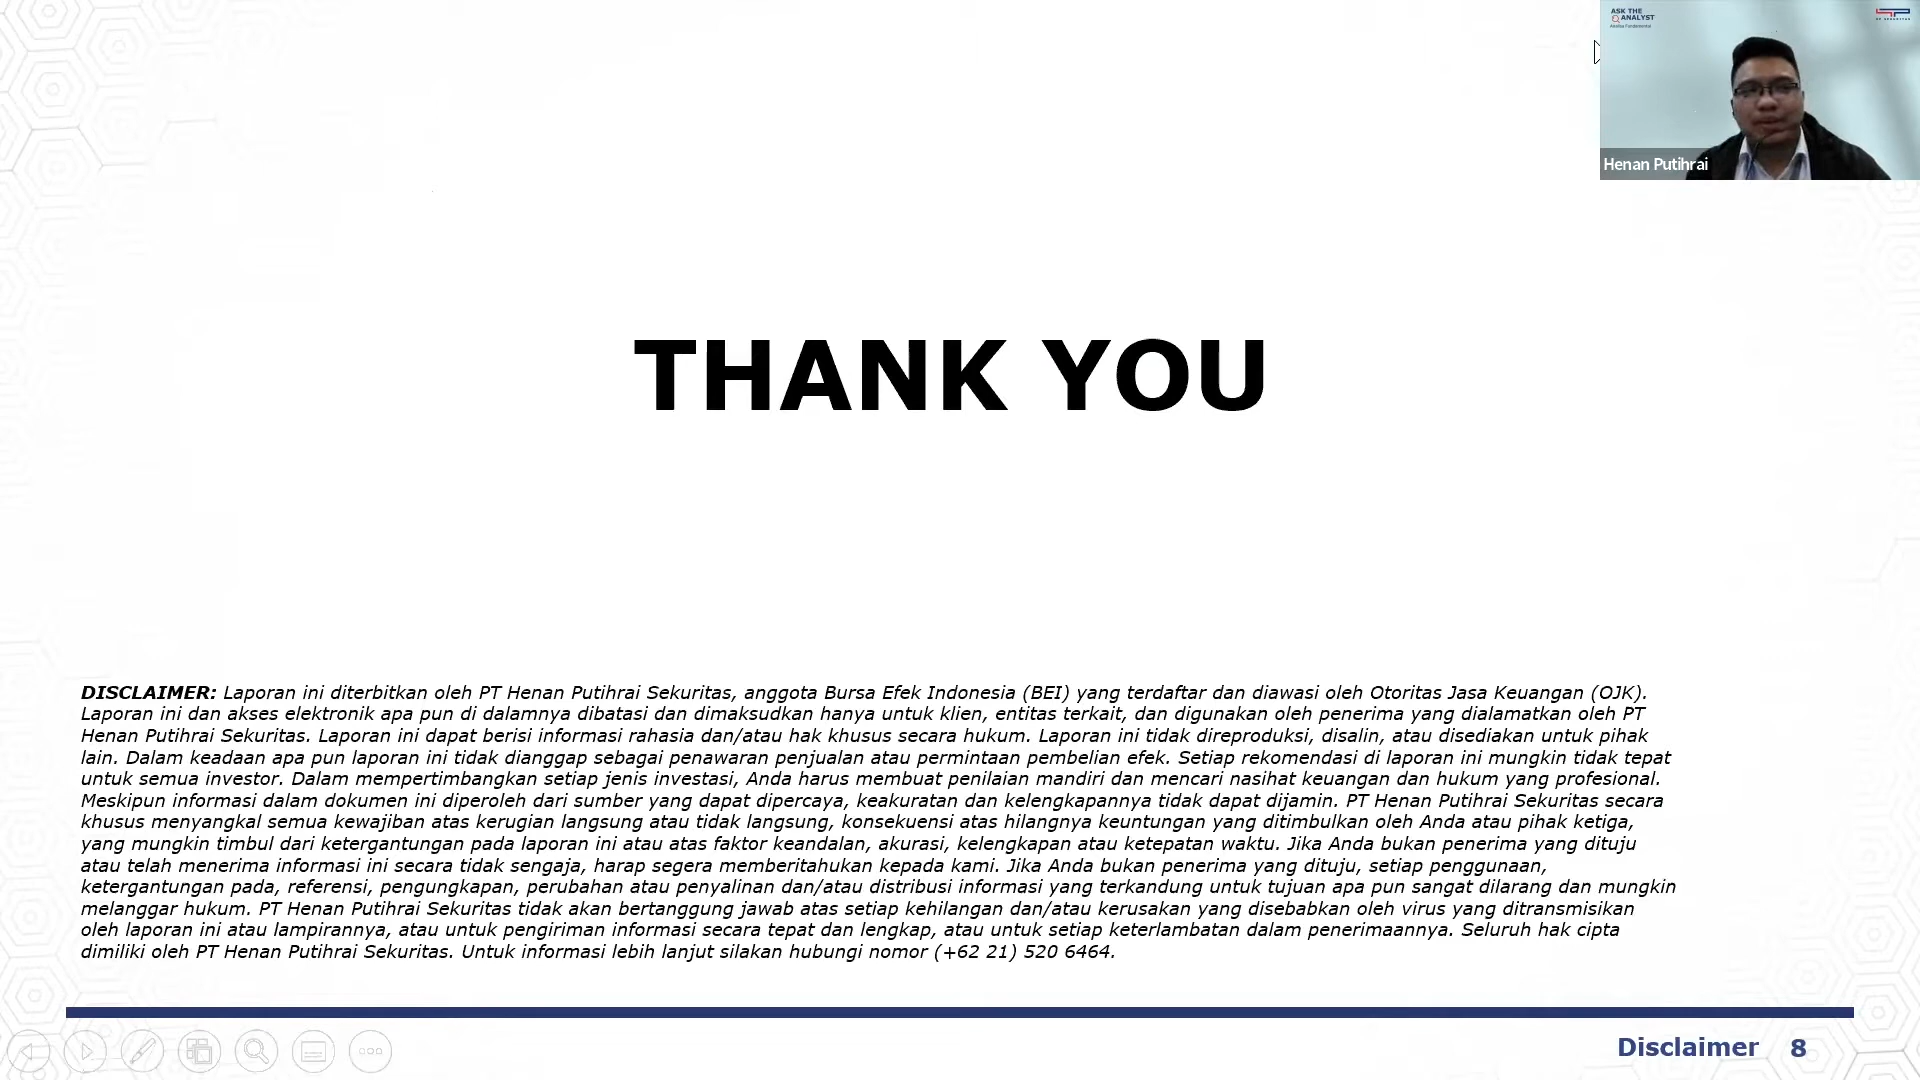 ASK THE
ANALYST
Analisa Fundamental
HP SEKURITAS
Henan Putihrai
THANK YOU
DISCLAIMER: Laporan ini diterbitkan oleh PT Henan Putihrai Sekuritas, anggota Bursa Efek Indonesia (BEI) yang terdaftar dan diawasi oleh Otoritas Jasa Keuangan (OJK).
Laporan ini dan akses elektronik apa pun di dalamnya dibatasi dan dimaksudkan hanya untuk klien, entitas terkait, dan digunakan oleh penerima yang dialamatkan oleh PT
Henan Putihrai Sekuritas. Laporan ini dapat berisi informasi rahasia dan/atau hak khusus secara hukum. Laporan ini tidak direproduksi, disalin, atau disediakan untuk pihak
lain. Dalam keadaan apa pun laporan ini tidak dianggap sebagai penawaran penjualan atau permintaan pembelian efek. Setiap rekomendasi di laporan ini mungkin tidak tepat
untuk semua investor. Dalam mempertimbangkan setiap jenis investasi, Anda harus membuat penilaian mandiri dan mencari nasihat keuangan dan hukum yang profesional.
Meskipun informasi dalam dokumen ini diperoleh dari sumber yang dapat dipercaya, keakuratan dan kelengkapannya tidak dapat dijamin. PT Henan Putihrai Sekuritas secara
khusus menyangkal semua kewajiban atas kerugian langsung atau tidak langsung, konsekuensi atas hilangnya keuntungan yang ditimbulkan oleh Anda atau pihak ketiga,
yang mungkin timbul dari ketergantungan pada laporan ini atau atas faktor keandalan, akurasi, kelengkapan atau ketepatan waktu. Jika Anda bukan penerima yang dituju
atau telah menerima informasi ini secara tidak sengaja, harap segera memberitahukan kepada kami. Jika Anda bukan penerima yang dituju, setiap penggunaan,
ketergantungan pada, referensi, pengungkapan, perubahan atau penyalinan dan/atau distribusi informasi yang terkandung untuk tujuan apa pun sangat dilarang dan mungkin
melanggar hukum. PT Henan Putihrai Sekuritas tidak akan bertanggung jawab atas setiap kehilangan dan/atau kerusakan yang disebabkan oleh virus yang ditransmisikan
oleh laporan ini atau lampirannya, atau untuk pengiriman informasi secara tepat dan lengkap, atau untuk setiap keterlambatan dalam penerimaannya. Seluruh hak cipta
dimiliki oleh PT Henan Putihrai Sekuritas. Untuk informasi lebih lanjut silakan hubungi nomor (+62 21) 520 6464.
Disclaimer 8